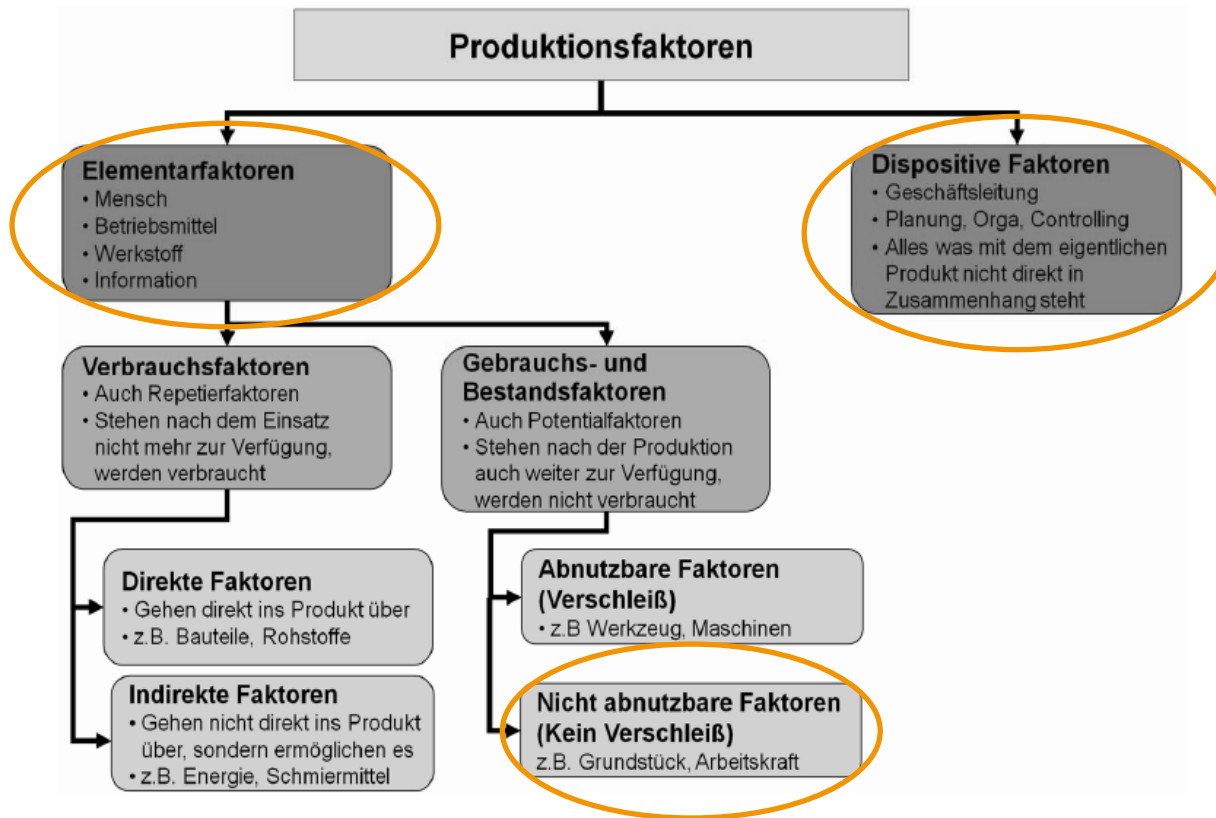 Produktionsfaktoren
Elementarfaktoren
• Mensch
• Betriebsmittel
• Werkstoff
• Information
Dispositive Faktoren
• Geschäftsleitung
• Planung, Orga, Controlling
• Alles was mit dem eigentlichen
Produkt nicht direkt in
Zusammenhang steht
Verbrauchsfaktoren
• Auch Repetierfaktoren
• Stehen nach dem Einsatz
nicht mehr zur Verfügung,
werden verbraucht
Gebrauchs- und
Bestandsfaktoren
• Auch Potentialfaktoren
• Stehen nach der Produktion
auch weiter zur Verfügung,
werden nicht verbraucht
Direkte Faktoren
• Gehen direkt ins Produkt über
• z.B. Bauteile, Rohstoffe
Indirekte Faktoren
• Gehen nicht direkt ins Produkt
über, sondern ermöglichen es
• z.B. Energie, Schmiermittel
Abnutzbare Faktoren
(Verschleiß)
• z.B Werkzeug, Maschinen
Nicht abnutzbare Faktoren
(Kein Verschleiß)
z.B. Grundstück, Arbeitskraft